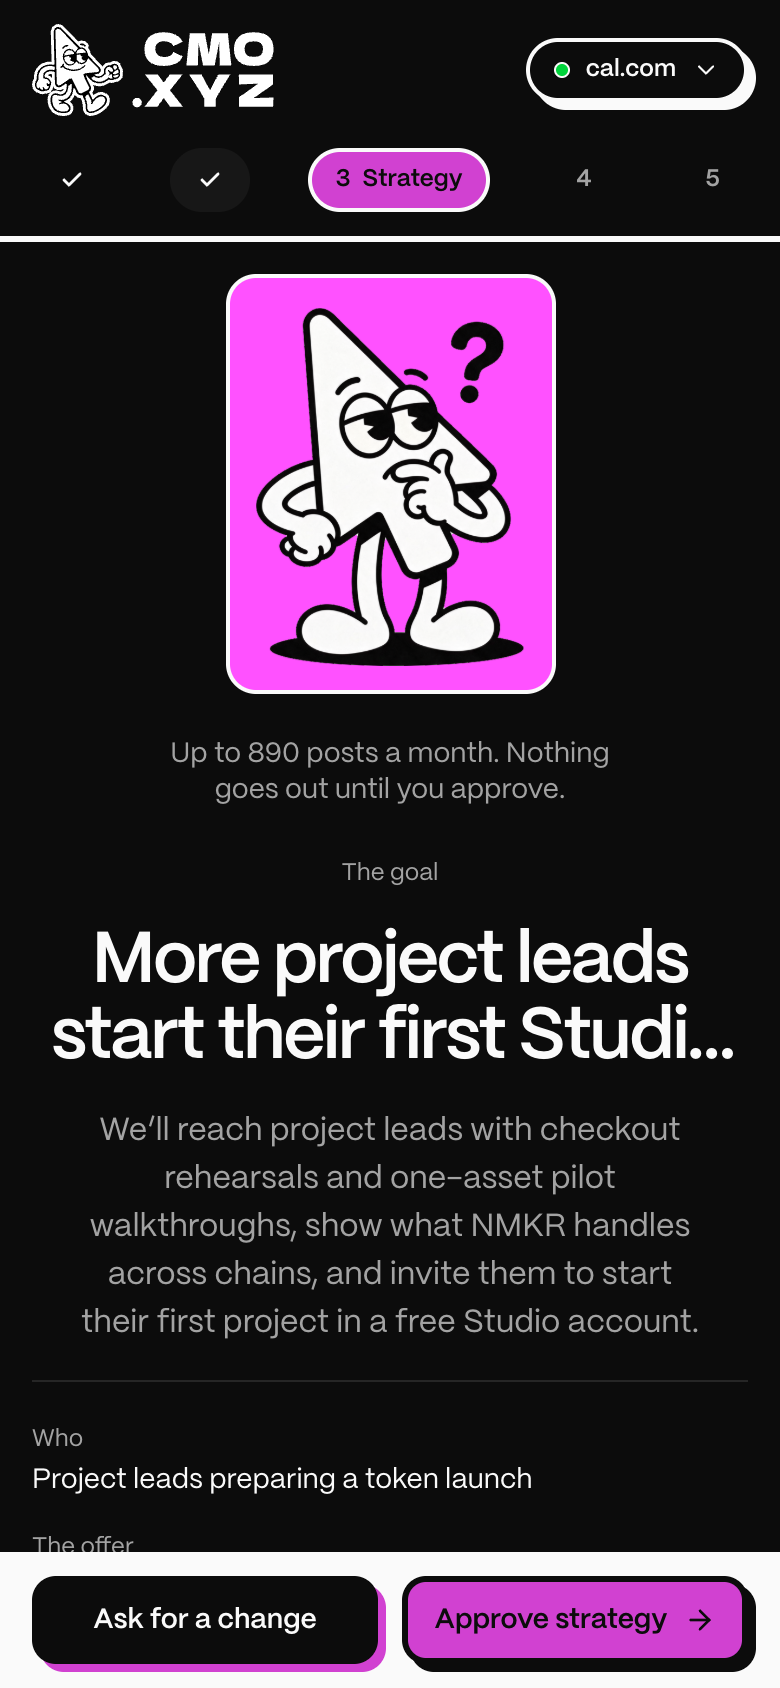 CMO
.XYZ
cal.com
3 Strategy
4
5
?
Up to 890 posts a month. Nothing
goes out until you approve.
The goal
More project leads
start their first Studi...
We’ll reach project leads with checkout
rehearsals and one-asset pilot
walkthroughs, show what NMKR handles
across chains, and invite them to start
their first project in a free Studio account.
Who
Project leads preparing a token launch
The offer
Ask for a change
Approve strategy